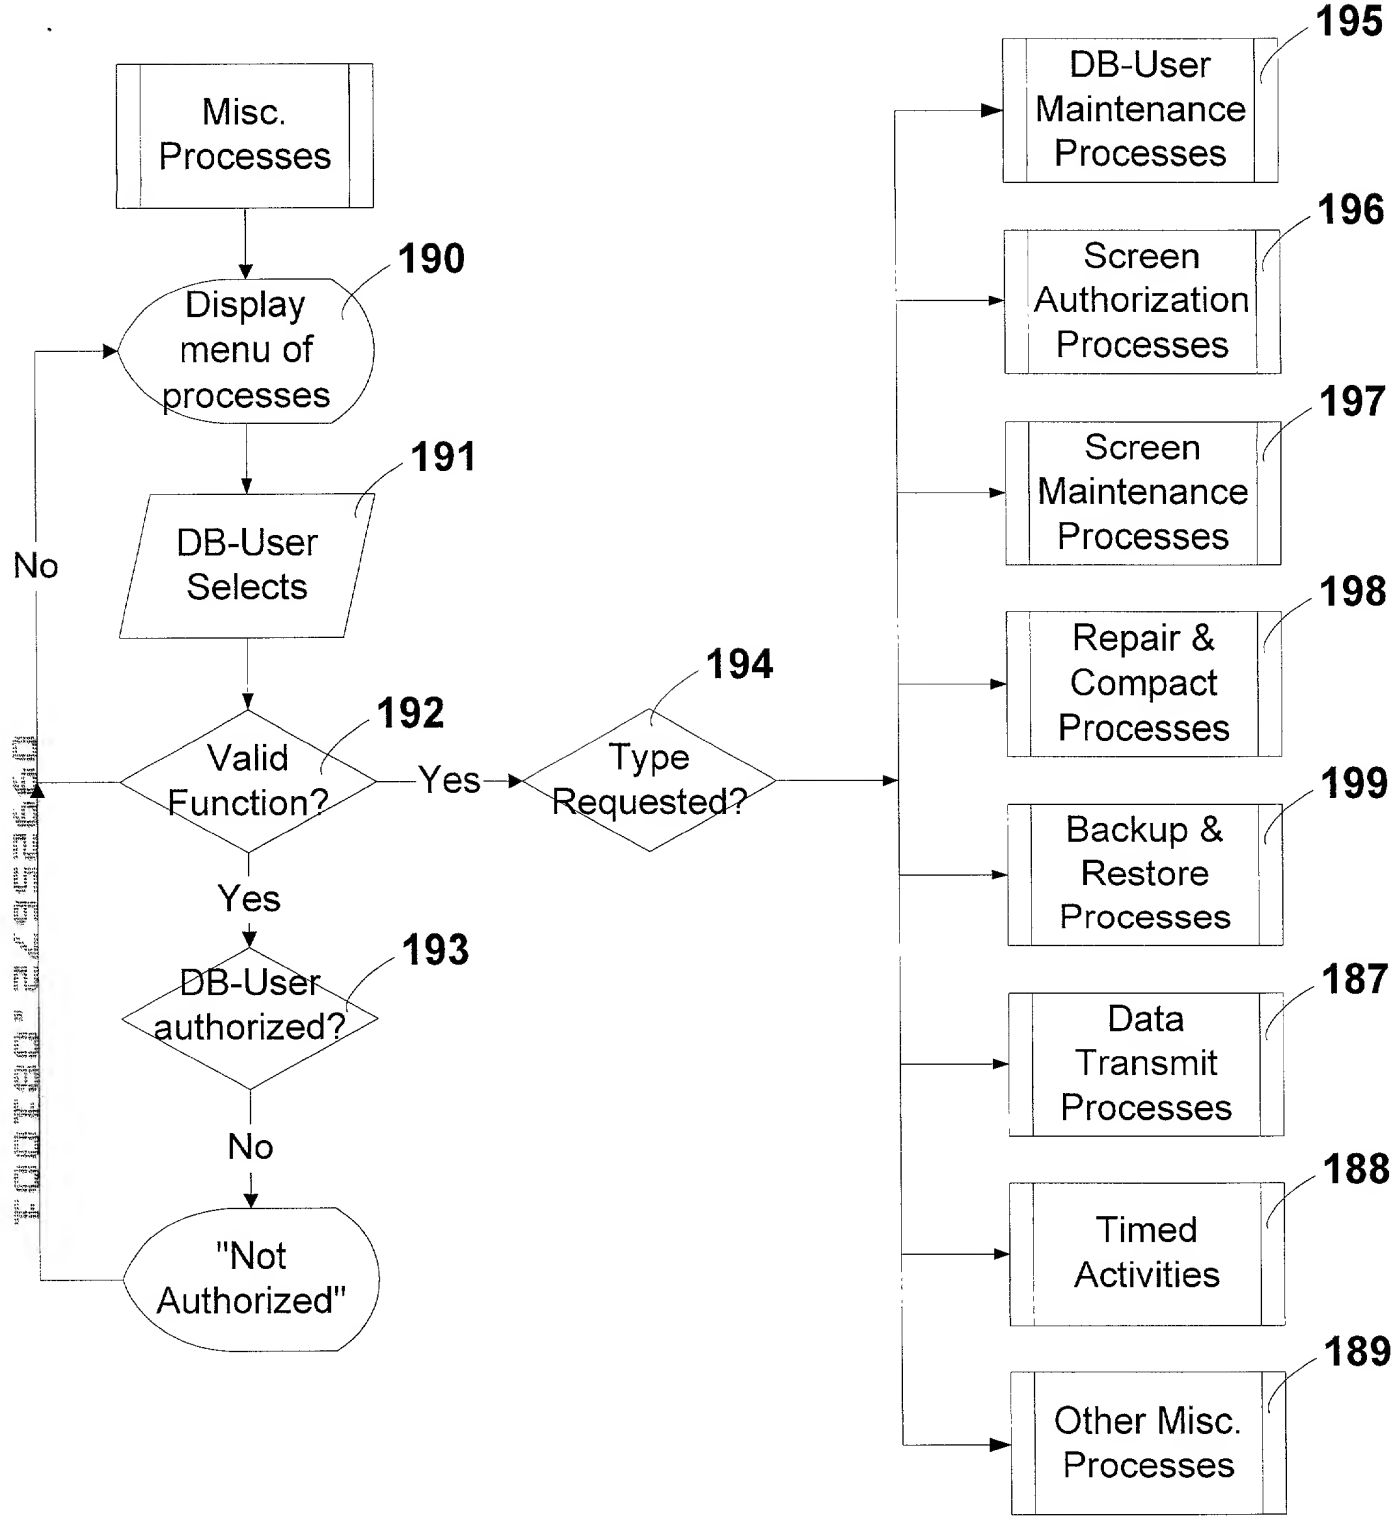 Misc.
Processes
190
Display
menu of
processes
191
DB-User
Selects
No
192
Valid
Function?
Yes
194
Type
Requested?
Yes
193
DB-User
authorized?
No
"Not
Authorized"
195
DB-User
Maintenance
Processes
196
Screen
Authorization
Processes
197
Screen
Maintenance
Processes
198
Repair &
Compact
Processes
199
Backup &
Restore
Processes
187
Data
Transmit
Processes
188
Timed
Activities
189
Other Misc.
Processes